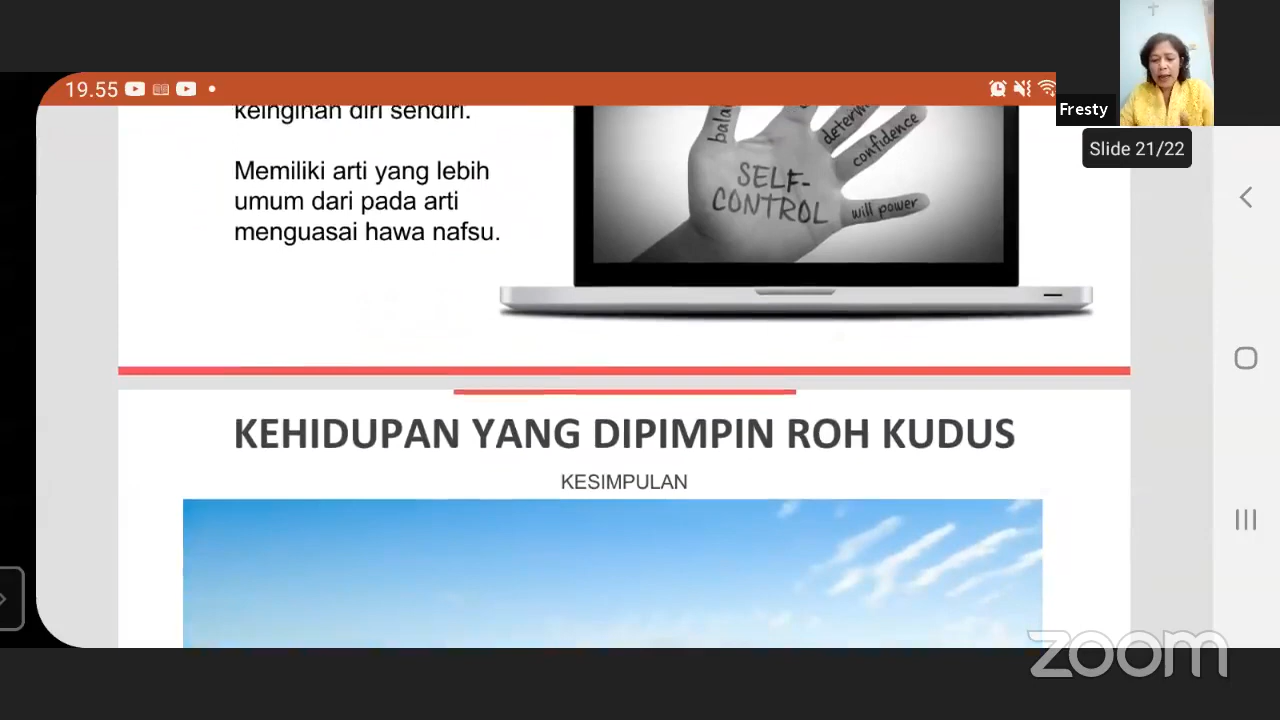 19.55
Fresty
Slide 21/22
keinginan diri sendiri.
Memiliki arti yang lebih
umum dari pada arti
menguasai hawa nafsu.
confidence
SELF-
CONTROL
will power
KEHIDUPAN YANG DIPIMPIN ROH KUDUS
KESIMPULAN
zoom